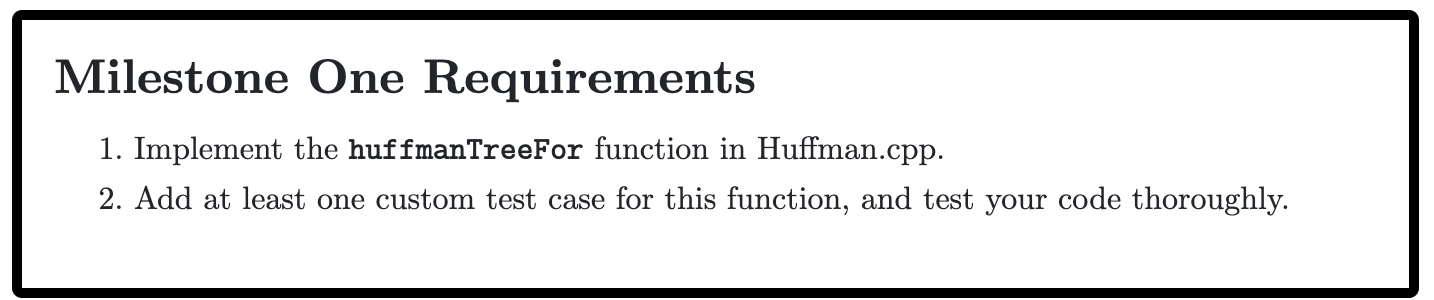 Milestone One Requirements
1. Implement the huffmanTreeFor function in Huffman.cpp.
2. Add at least one custom test case for this function, and test your code thoroughly.